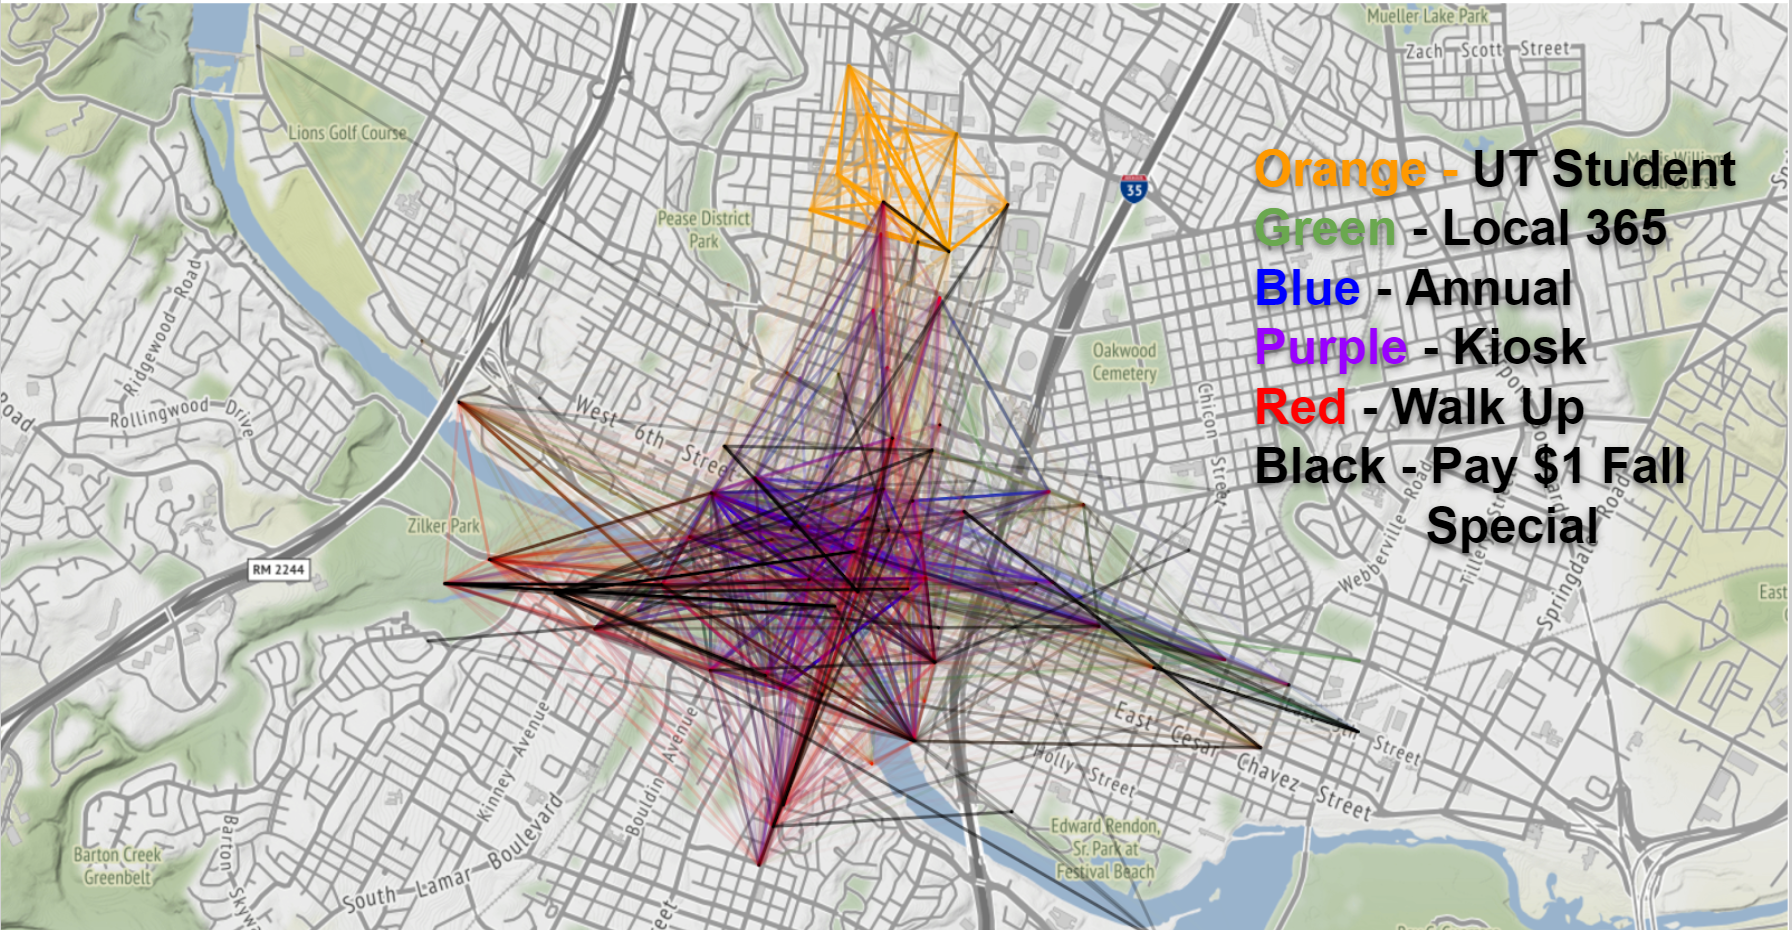 Mueller Lake Park
Zach Scott Street
Lions Golf Course
Orange - UT Student
35
Pease District
Park
Green - Local 365
Ridgewood Road
Blue - Annual
Oakwood
Cemetery
Purple - Kiosk
Road
Rollingwood Drive
West 6th Street
Chicon Street
Red - Walk Up
Black - Pay $1 Fall
Special
Zilker Park
Webberville Road
Springdale Road
RM 2244
East
Kinney Avenue
Bouldin Avenue
East Cesar Chavez Street
Holly Street
Street
Barton Creek
Greenbelt
Barton Skyway
South Lamar Boulevard
Edward Rendon,
Sr. Park at
Festival Beach